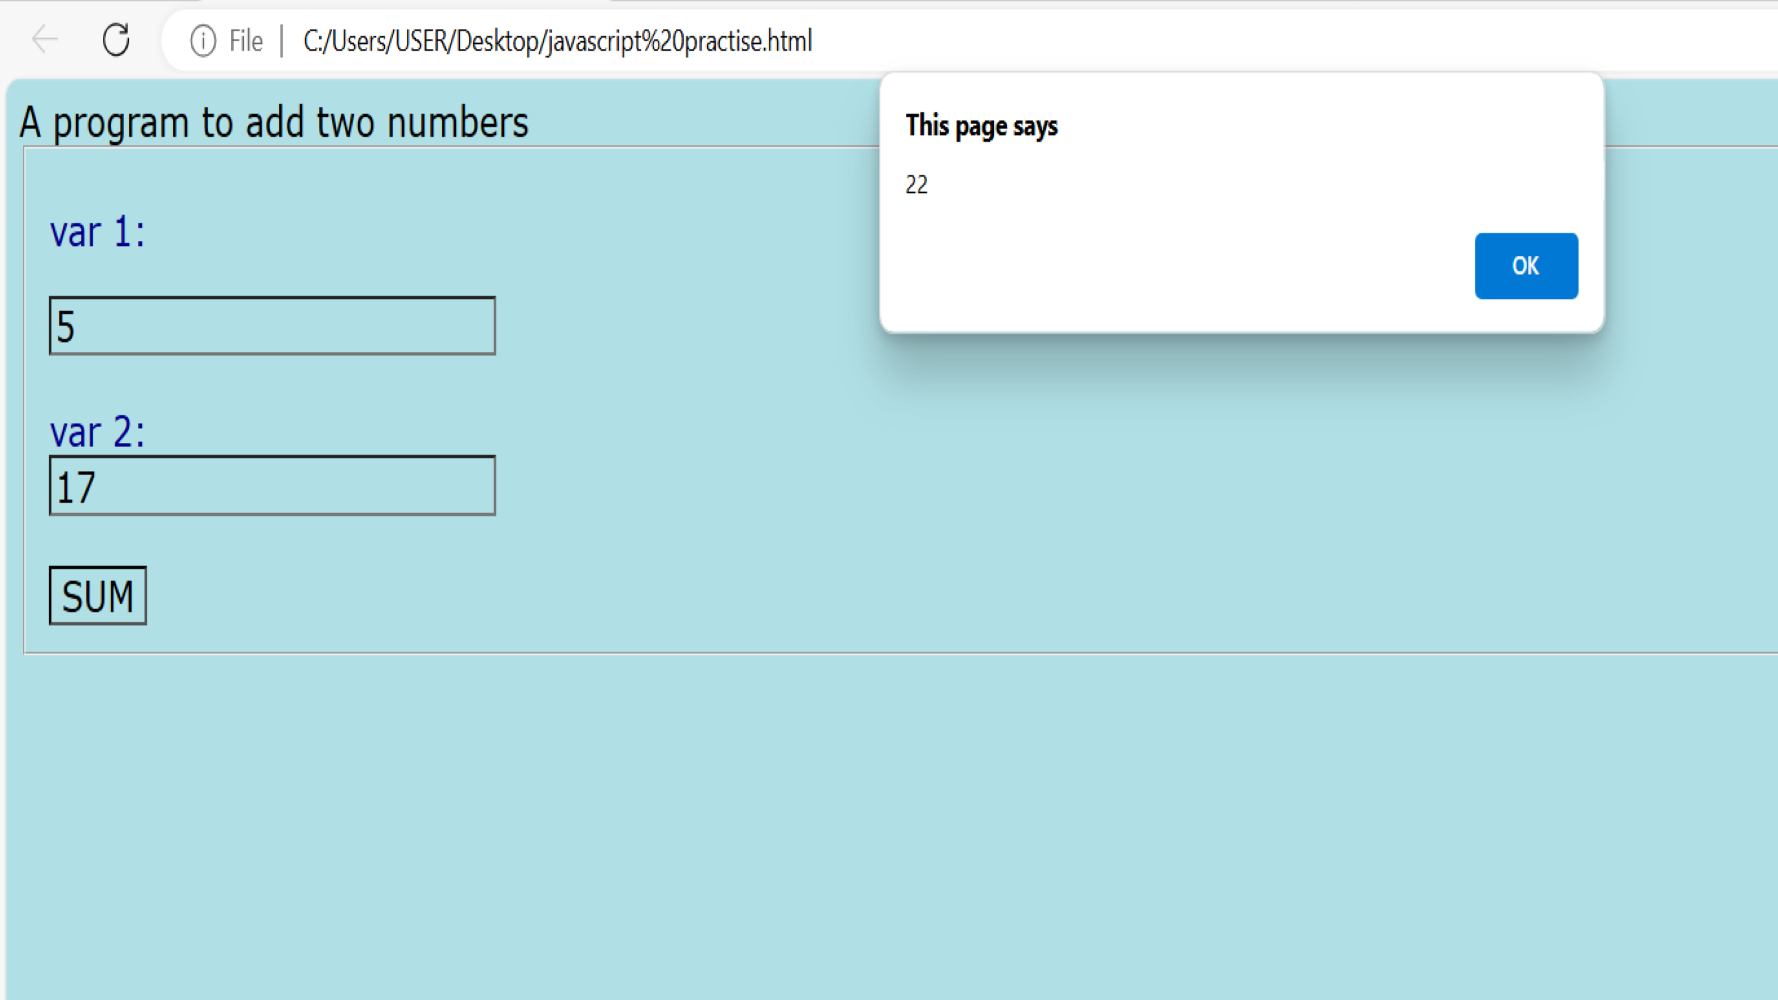 File | C:/Users/USER/Desktop/javascript%20practise.html
A program to add two numbers
This page says
22
OK
var 1:
5
var 2:
17
SUM